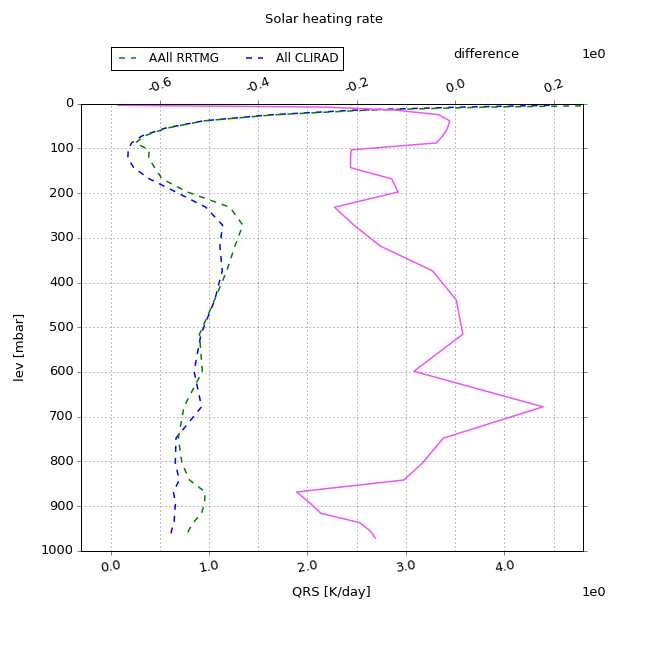 Solar heating rate
AAll RRTMG All CLIRAD
difference 1e0
-0.6 -0.4 -0.2 0.0 0.2
0
100
200
300
400
500
600
700
800
900
1000
lev [mbar]
0.0 1.0 2.0 3.0 4.0
QRS [K/day] 1e0